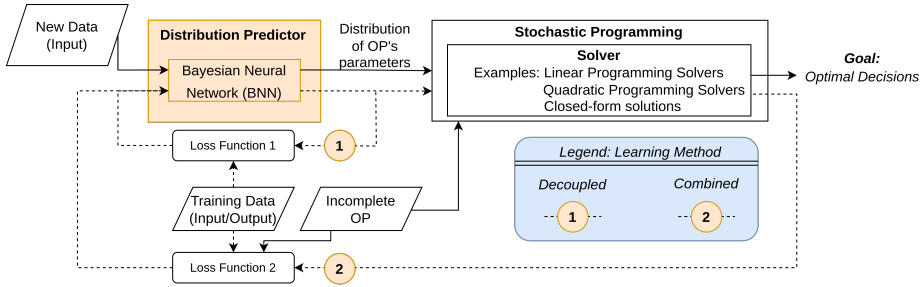 New Data
(Input)
Distribution Predictor
Bayesian Neural
Network (BNN)
Distribution
of OP's
parameters
Stochastic Programming
Solver
Examples: Linear Programming Solvers
Quadratic Programming Solvers
Closed-form solutions
Goal:
Optimal Decisions
Loss Function 1
1
Training Data
(Input/Output)
Incomplete
OP
Loss Function 2
2
Legend: Learning Method
Decoupled
Combined
1
2